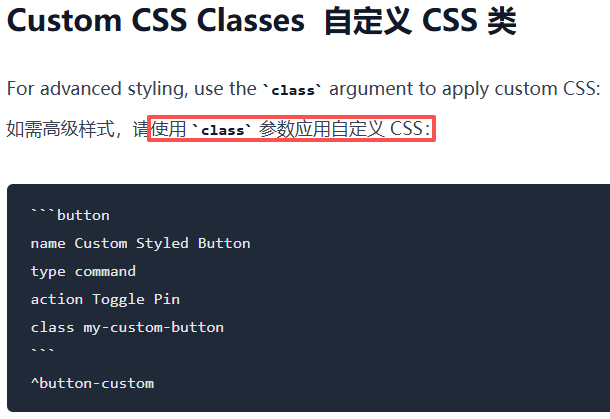 Custom CSS Classes 自定义 CSS 类
For advanced styling, use the `class` argument to apply custom CSS:
如需高级样式，请使用 `class` 参数应用自定义 CSS：
```button
name Custom Styled Button
type command
action Toggle Pin
class my-custom-button
```
^button-custom